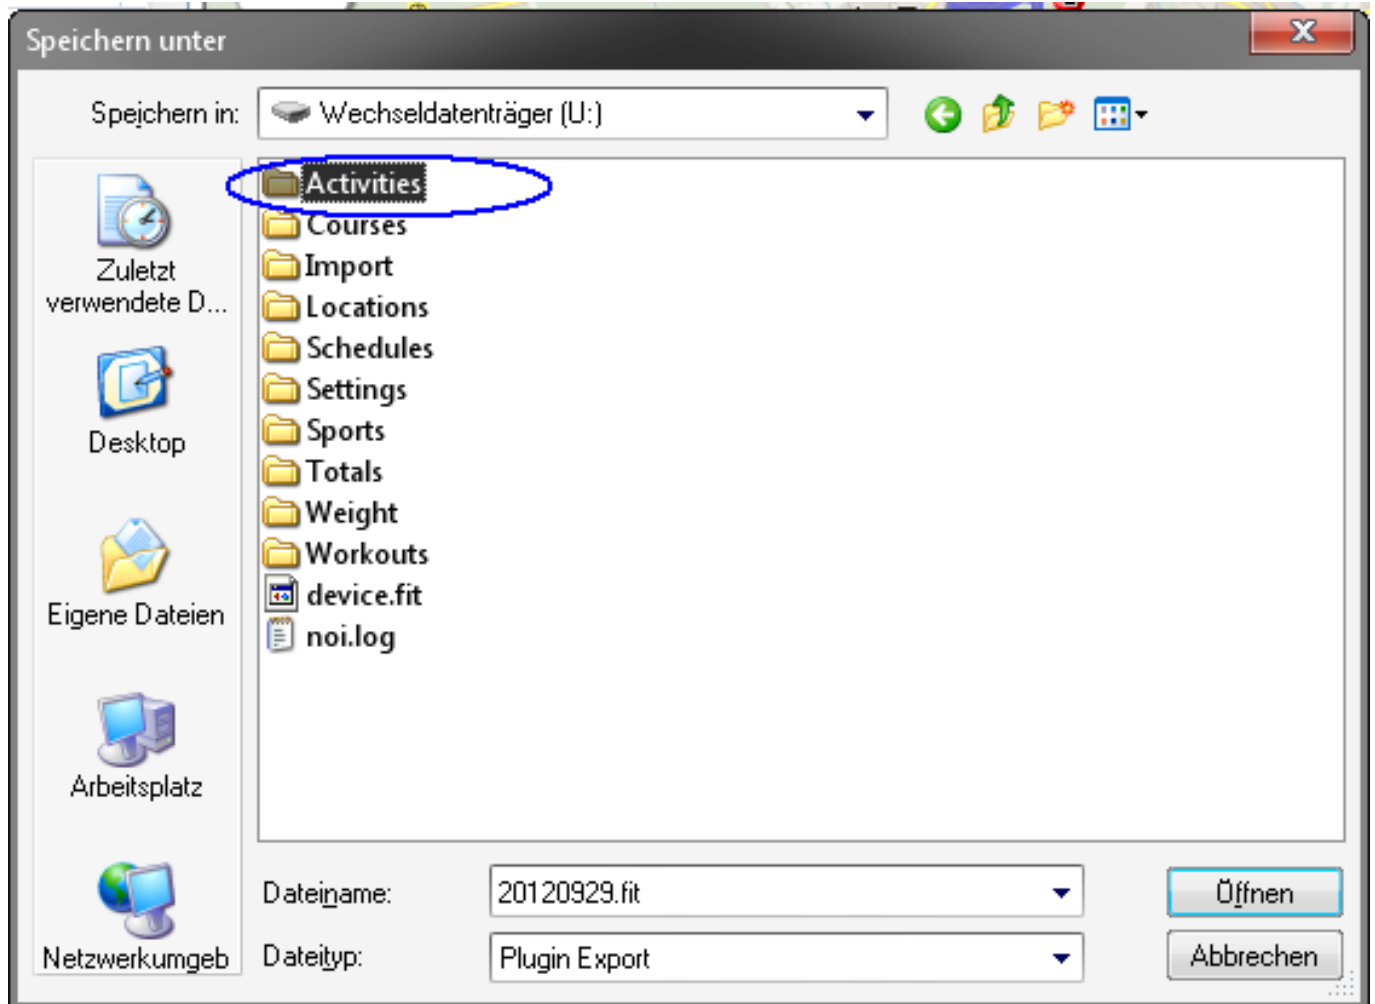 Speichern unter
Speichern in:
Wechseldatenträger (U:)
Zuletzt
verwendete D...
Desktop
Eigene Dateien
Arbeitsplatz
Netzwerkumgeb
Activities
Courses
Import
Locations
Schedules
Settings
Sports
Totals
Weight
Workouts
device.fit
noi.log
Dateiname:
20120929.fit
Öffnen
Dateityp:
Plugin Export
Abbrechen